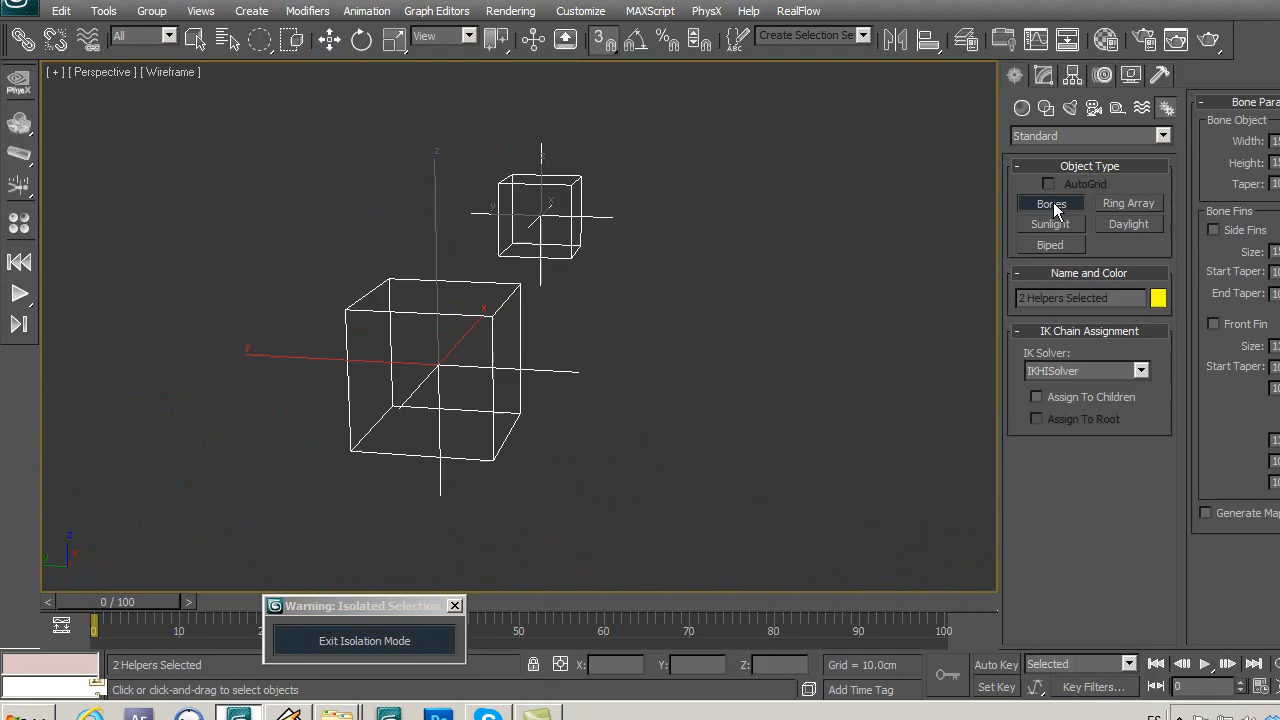 Edit Tools Group Views Create Modifiers Animation Graph Editors Rendering Customize MAXScript PhysX Help RealFlow
All View 3 Create Selection Se
[ + ] [ Perspective ] [ Wireframe ]
PhysX
Standard
Object Type
AutoGrid
Bones Ring Array
Sunlight Daylight
Biped
Name and Color
2 Helpers Selected
IK Chain Assignment
IK Solver:
IKHISolver
Assign To Children
Assign To Root
Bone Para
Bone Object
Width:
Height:
Taper:
Bone Fins
Side Fins
Size:
Start Taper:
End Taper:
Front Fin
Size:
Start Taper:
Generate Map
z
y
x
z
x
y
z
x
y
0 / 100
Warning: Isolated Selection
Exit Isolation Mode
0 10 50 60 70 80 90 100
2 Helpers Selected X: Y: Z: Grid = 10.0cm Auto Key Selected
Click or click-and-drag to select objects Add Time Tag Set Key Key Filters... 0
Ae Ps S